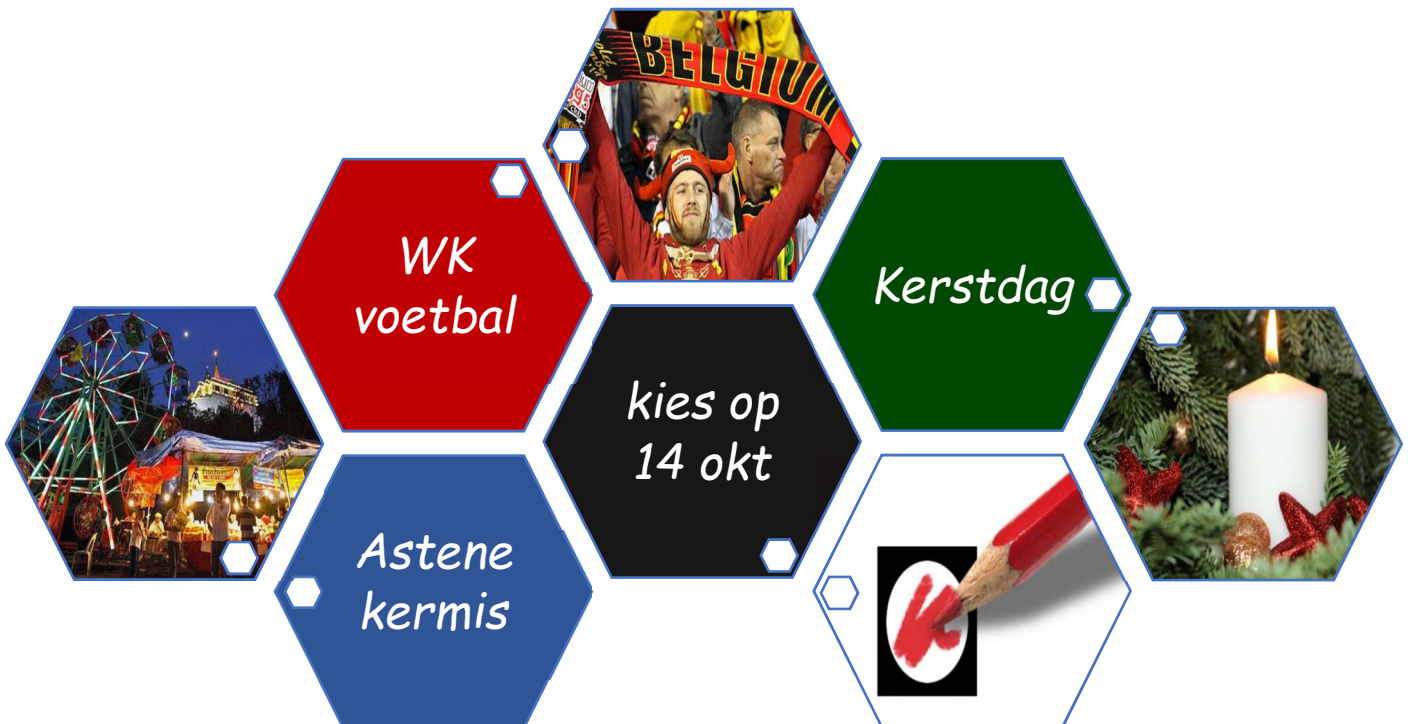 BELGIUM
WK
voetbal
Kerstdag
kies op
14 okt
Astene
kermis